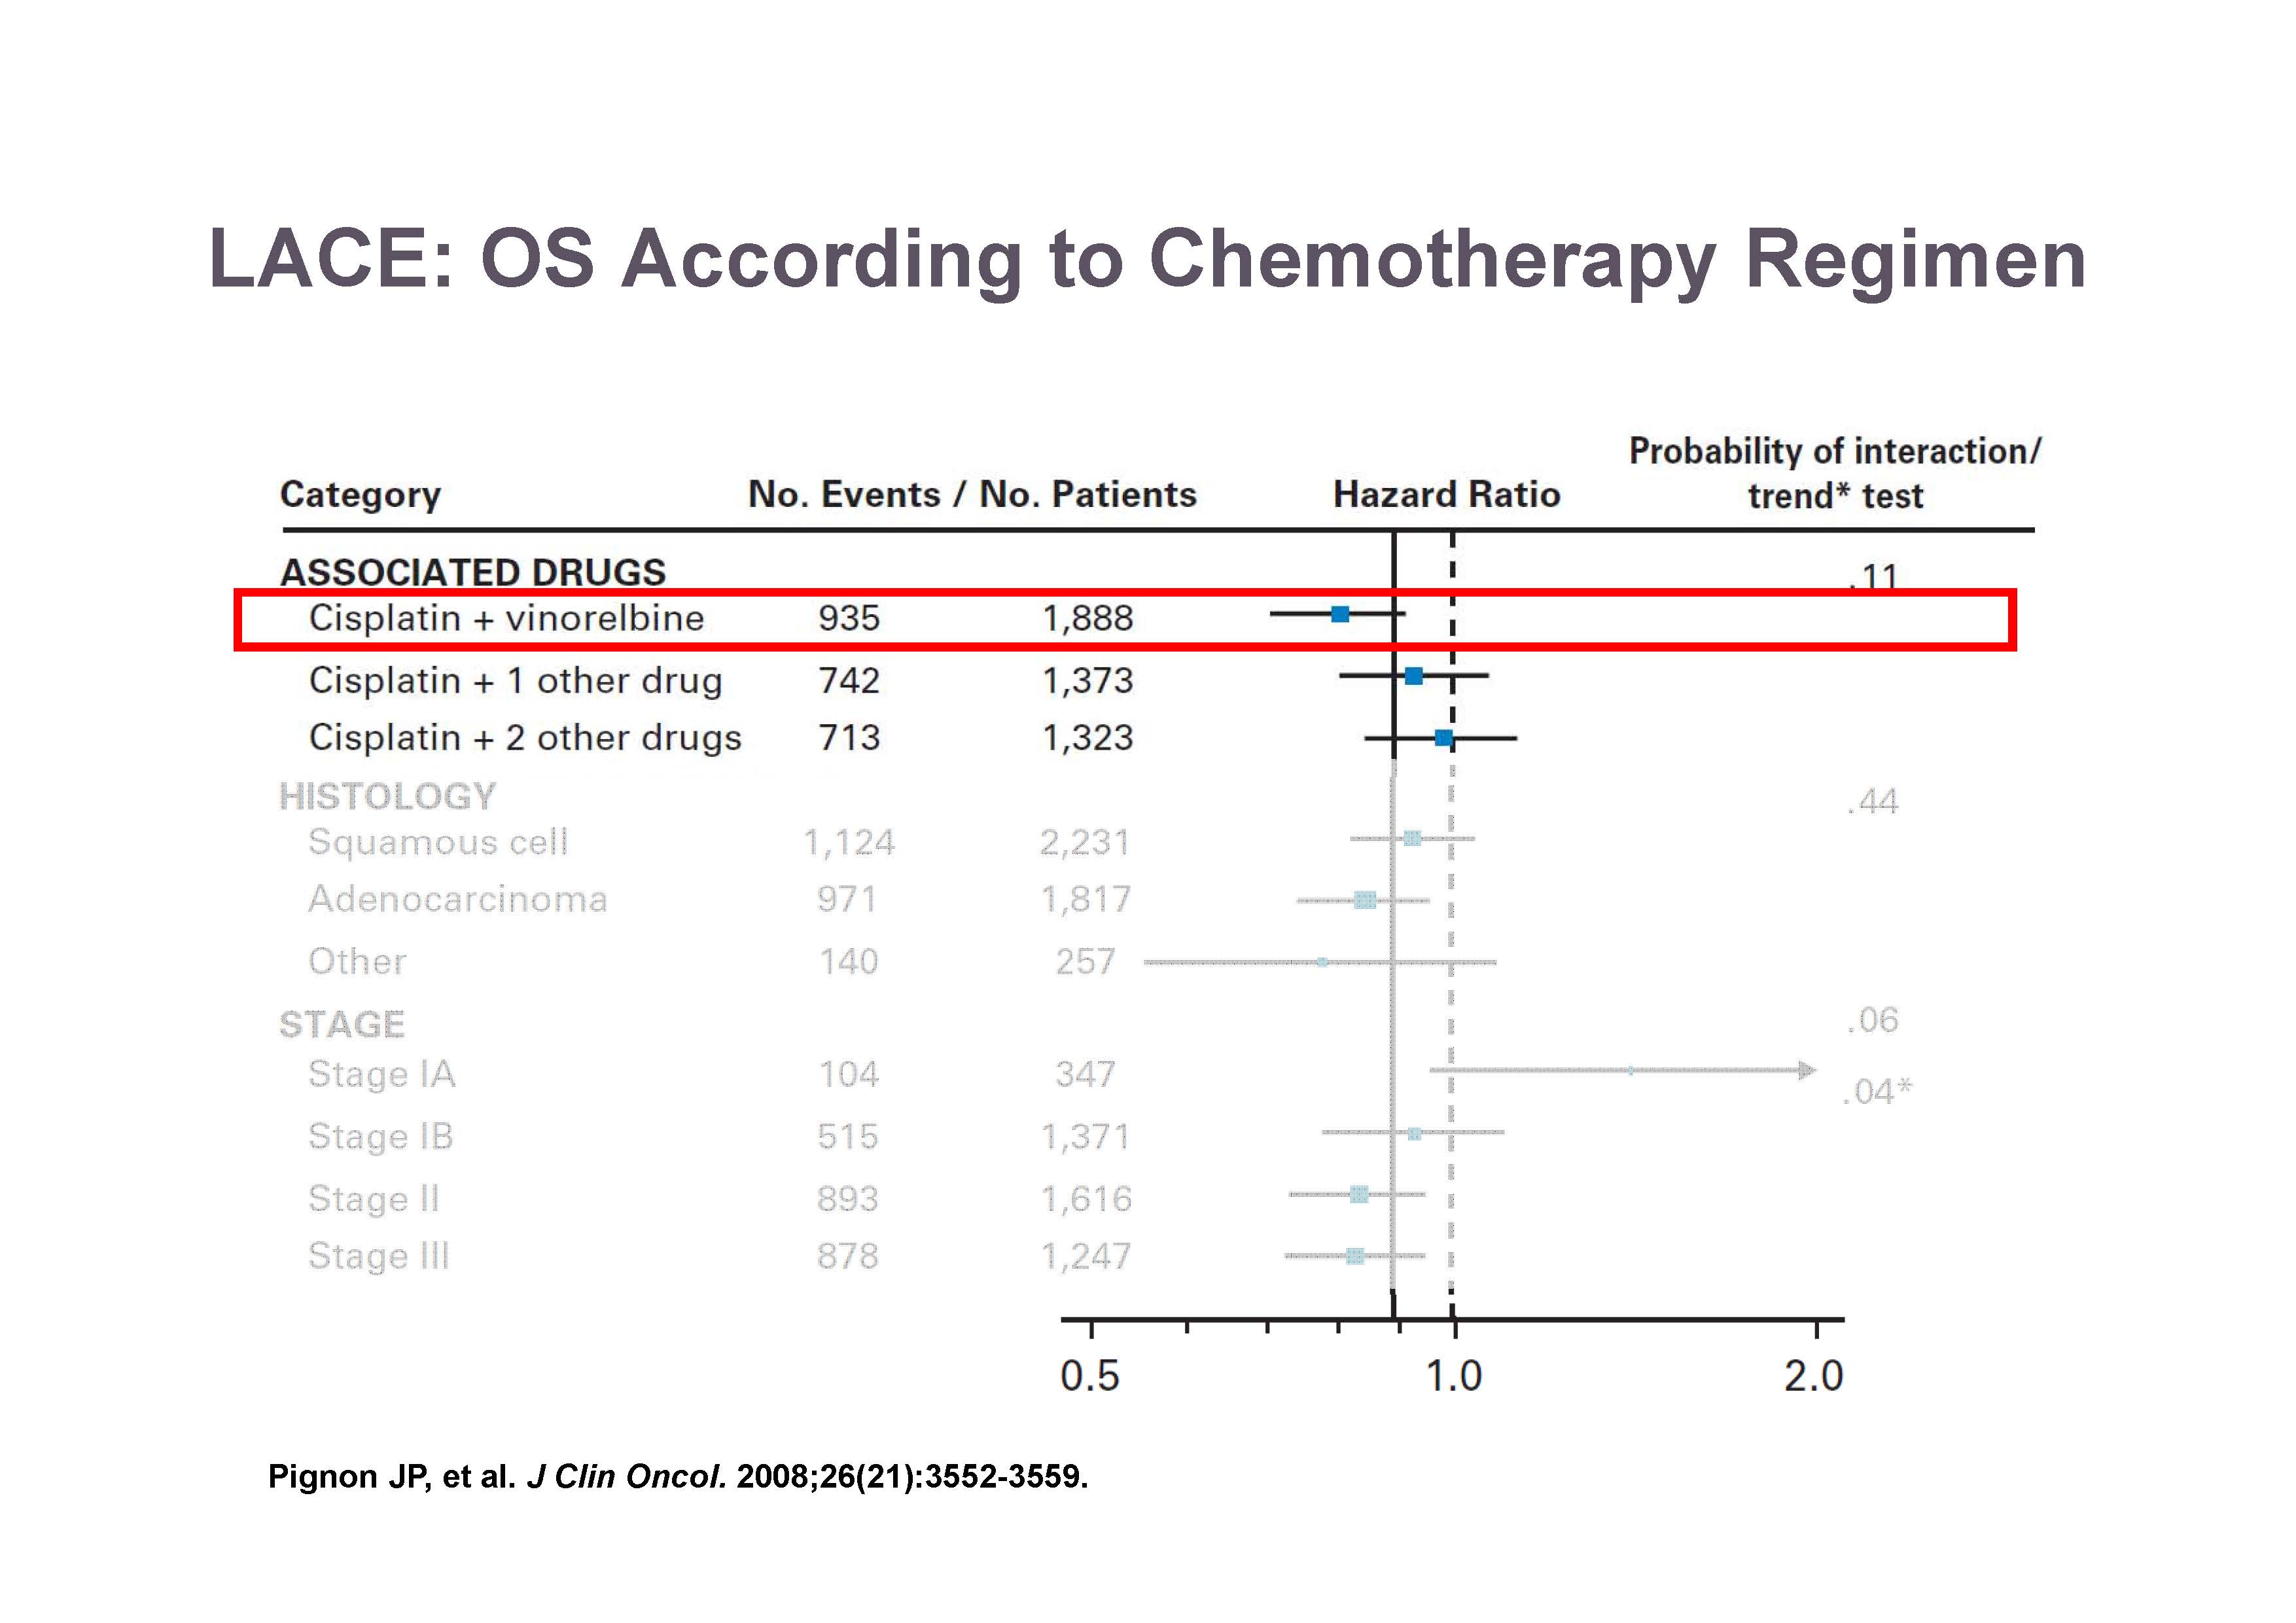 LACE: OS According to Chemotherapy Regimen
Probability of interaction/
Category No. Events / No. Patients Hazard Ratio trend* test
ASSOCIATED DRUGS .11
Cisplatin + vinorelbine 935 1,888
Cisplatin + 1 other drug 742 1,373
Cisplatin + 2 other drugs 713 1,323
HISTOLOGY .44
Squamous cell 1,124 2,231
Adenocarcinoma 971 1,817
Other 140 257
STAGE .06
Stage IA 104 347
.04*
Stage IB 515 1,371
Stage II 893 1,616
Stage III 878 1,247
0.5 1.0 2.0
Pignon JP, et al. J Clin Oncol. 2008;26(21):3552-3559.